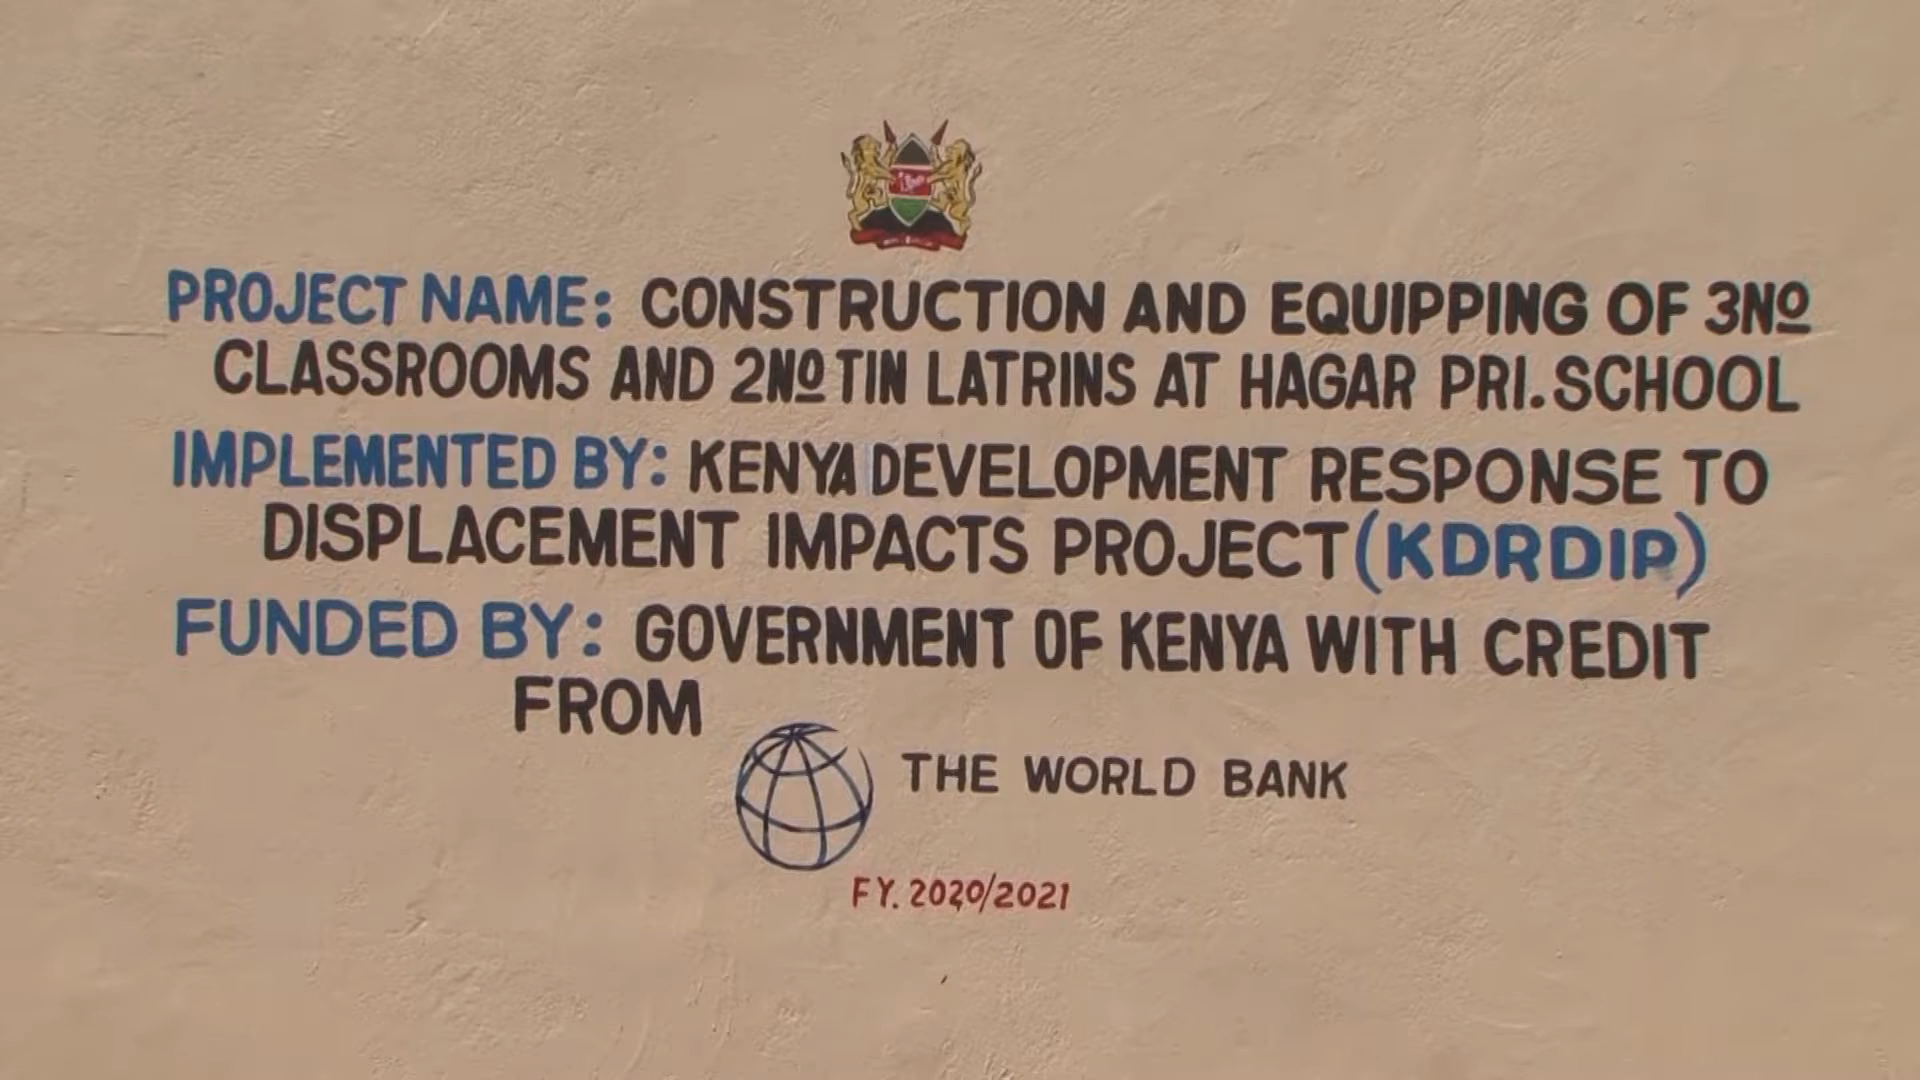 PROJECT NAME: CONSTRUCTION AND EQUIPPING OF 3Nº
CLASSROOMS AND 2Nº TIN LATRINS AT HAGAR PRI. SCHOOL
IMPLEMENTED BY: KENYA DEVELOPMENT RESPONSE TO
DISPLACEMENT IMPACTS PROJECT (KDRDIP)
FUNDED BY: GOVERNMENT OF KENYA WITH CREDIT
FROM
THE WORLD BANK
FY. 2020/2021